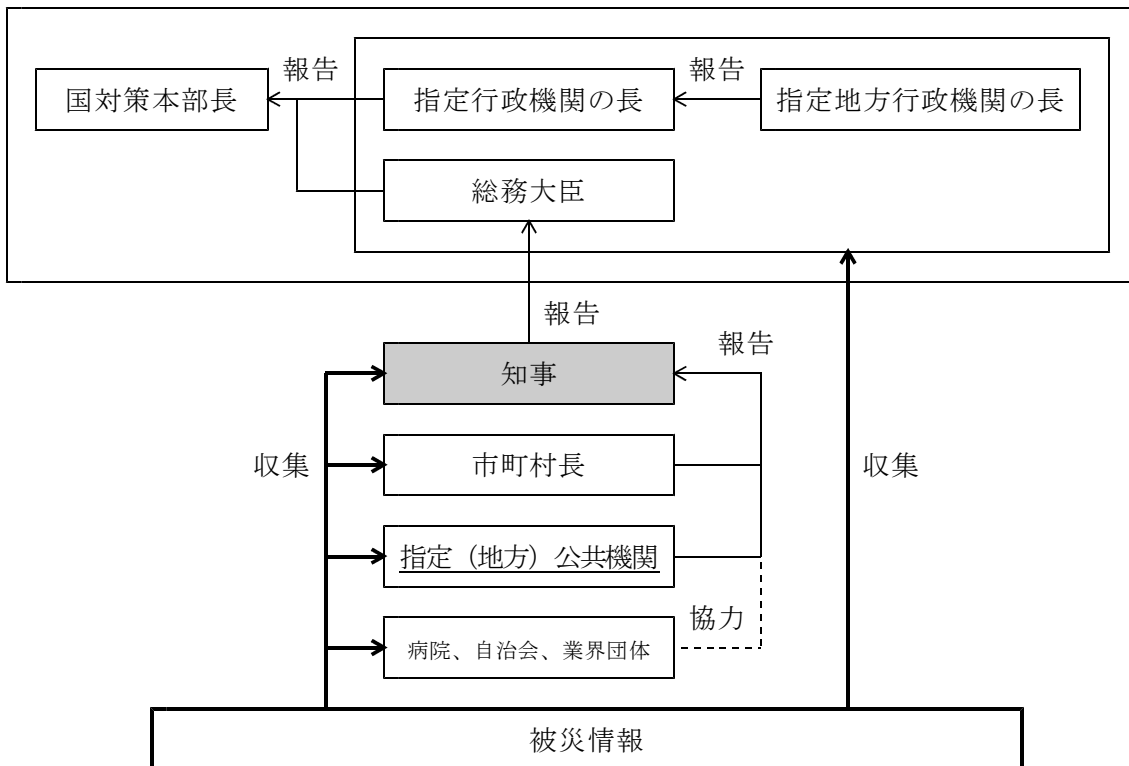 報告
報告
国対策本部長
指定行政機関の長
指定地方行政機関の長
総務大臣
報告
報告
知事
収集
市町村長
収集
指定（地方）公共機関
協力
病院、自治会、業界団体
被災情報